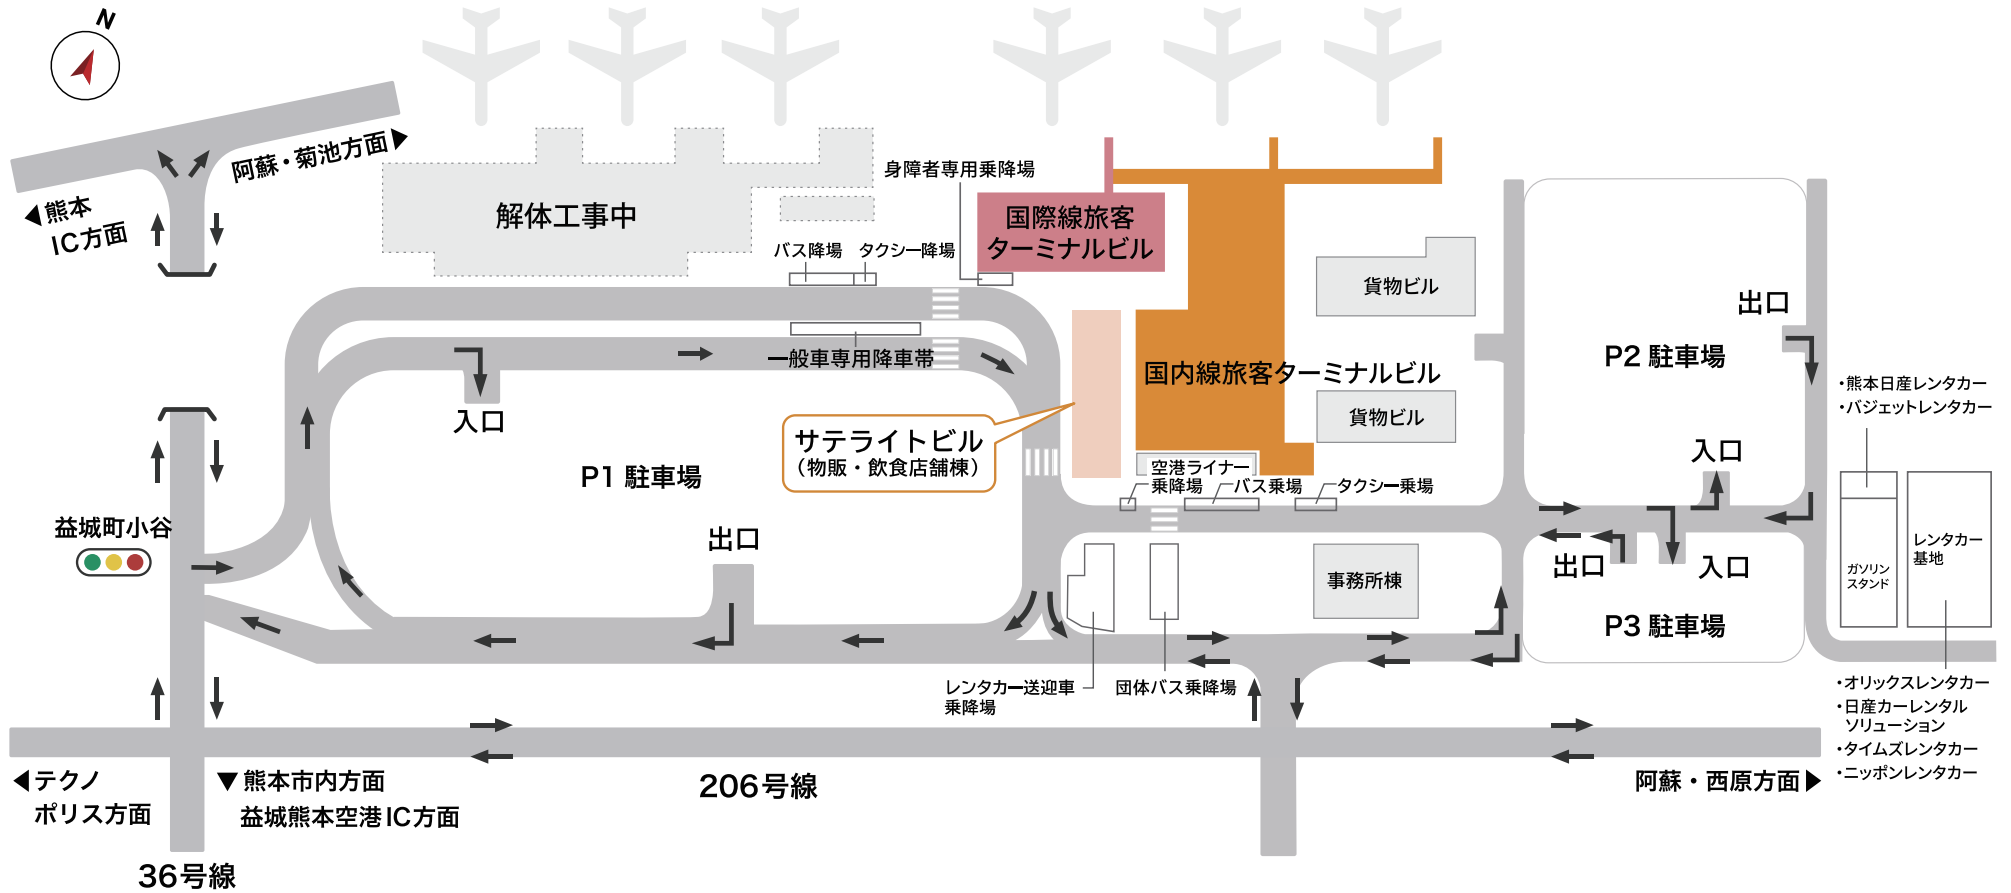 N
阿蘇・菊池方面▶
◀熊本
IC方面
解体工事中
身障者専用乗降場
国際線旅客
ターミナルビル
バス降場
タクシー降場
貨物ビル
出口
P2 駐車場
一般車専用降車帯
国内線旅客ターミナルビル
・熊本日産レンタカー
・バジェットレンタカー
入口
サテライトビル
（物販・飲食店舗棟）
貨物ビル
P1 駐車場
入口
空港ライナー
乗降場
バス乗場
タクシー乗場
益城町小谷
出口
出口
入口
レンタカー
基地
ガソリン
スタンド
事務所棟
P3 駐車場
レンタカー送迎車
乗降場
団体バス乗降場
・オリックスレンタカー
・日産カーレンタル
ソリューション
・タイムズレンタカー
・ニッポンレンタカー
◀テクノ
ポリス方面
▼熊本市内方面
益城熊本空港IC方面
206号線
阿蘇・西原方面▶
36号線